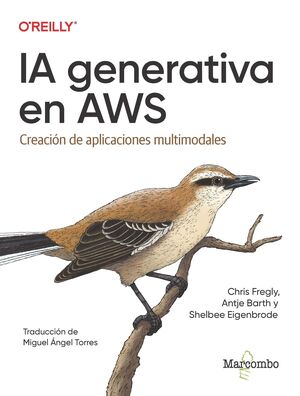 O'REILLY®
IA generativa
en AWS
Creación de aplicaciones multimodales
Chris Fregly,
Antje Barth y
Shelbee Eigenbrode
Traducción de
Miguel Ángel Torres
Marcombo